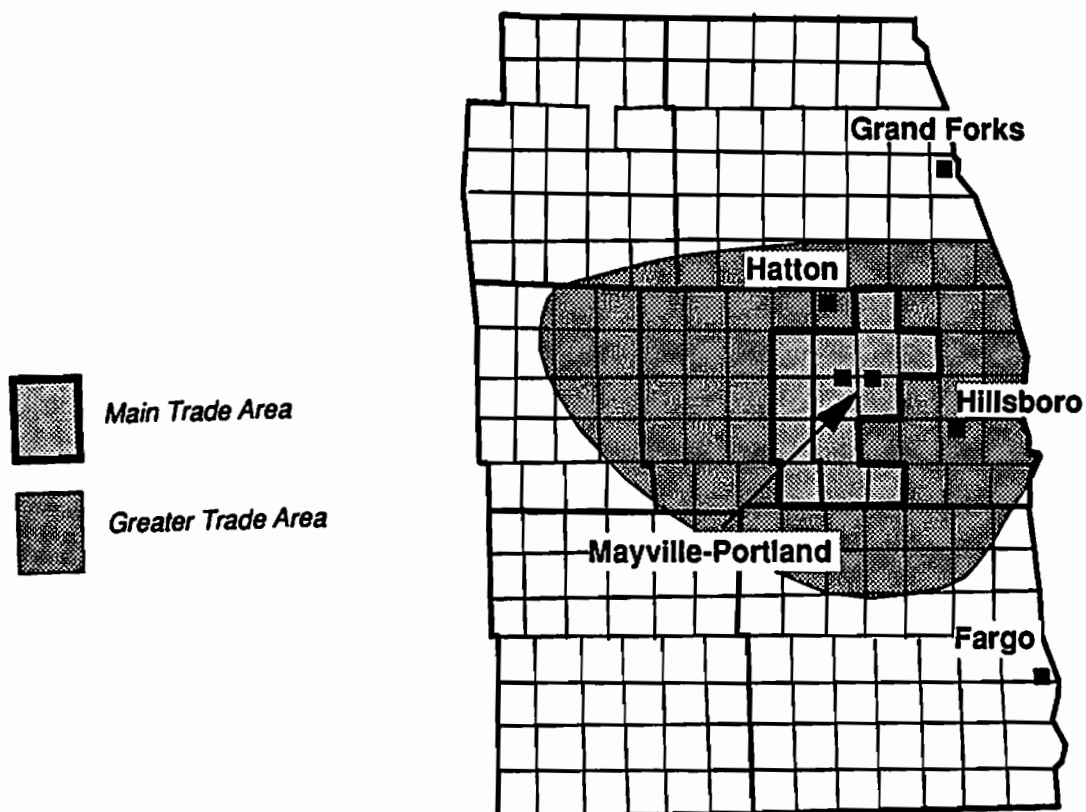 Grand Forks
Hatton
Main Trade Area
Hillsboro
Greater Trade Area
Mayville-Portland
Fargo